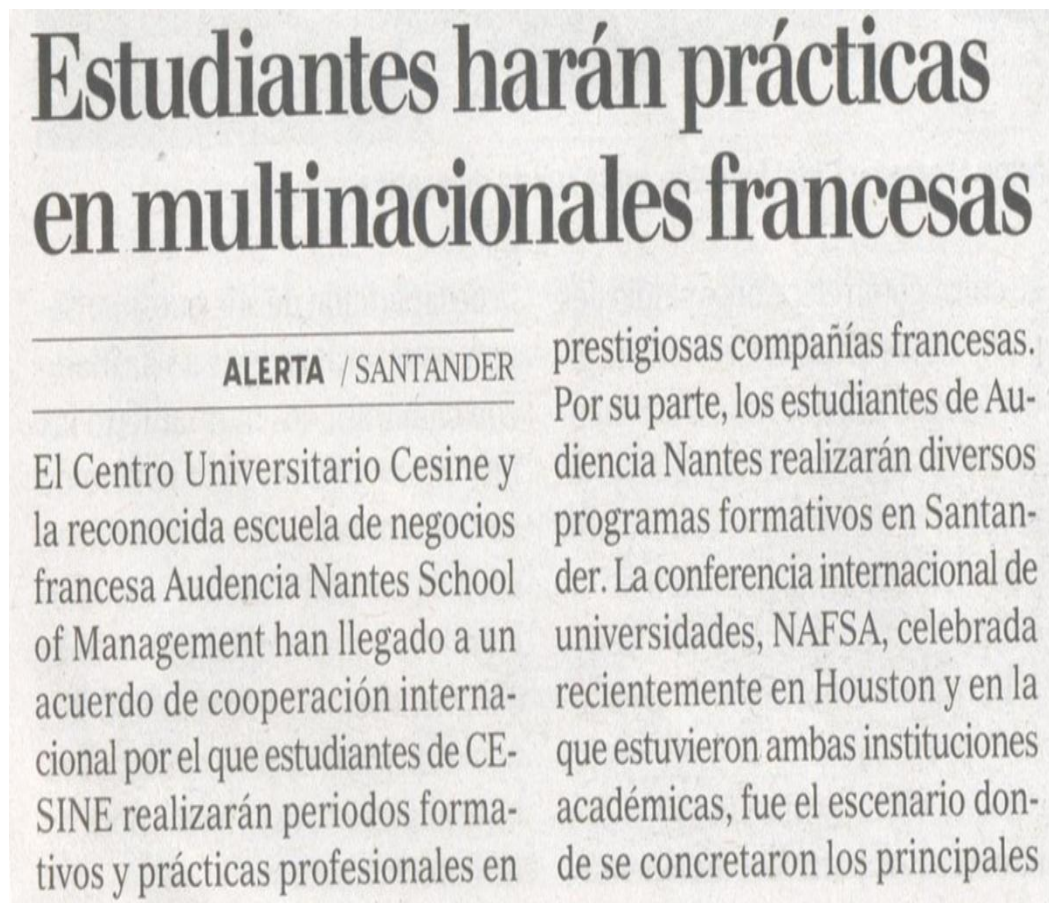 Estudiantes harán prácticas
en multinacionales francesas
ALERTA / SANTANDER
El Centro Universitario Cesine y
la reconocida escuela de negocios
francesa Audencia Nantes School
of Management han llegado a un
acuerdo de cooperación interna-
cional por el que estudiantes de CE-
SINE realizarán periodos forma-
tivos y prácticas profesionales en
prestigiosas compañías francesas.
Por su parte, los estudiantes de Au-
diencia Nantes realizarán diversos
programas formativos en Santan-
der. La conferencia internacional de
universidades, NAFSA, celebrada
recientemente en Houston y en la
que estuvieron ambas instituciones
académicas, fue el escenario don-
de se concretaron los principales